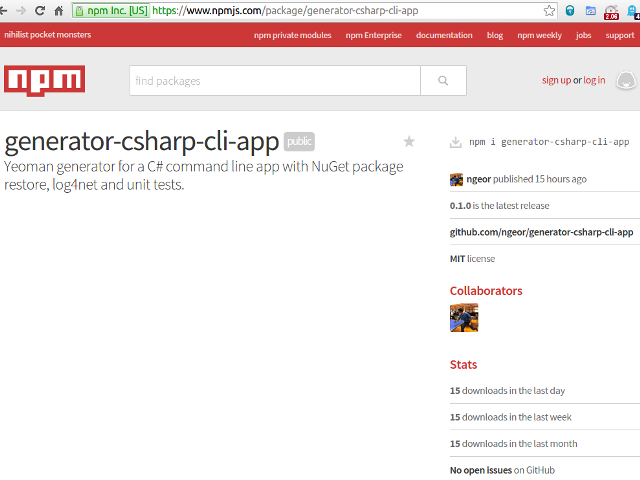 npm Inc. [US] https://www.npmjs.com/package/generator-csharp-cli-app
2.06
nihilist pocket monsters
npm private modules npm Enterprise documentation blog npm weekly jobs support
npm
find packages
sign up or log in
generator-csharp-cli-app public
Yeoman generator for a C# command line app with NuGet package
restore, log4net and unit tests.
npm i generator-csharp-cli-app
ngeor published 15 hours ago
0.1.0 is the latest release
github.com/ngeor/generator-csharp-cli-app
MIT license
Collaborators
Stats
15 downloads in the last day
15 downloads in the last week
15 downloads in the last month
No open issues on GitHub